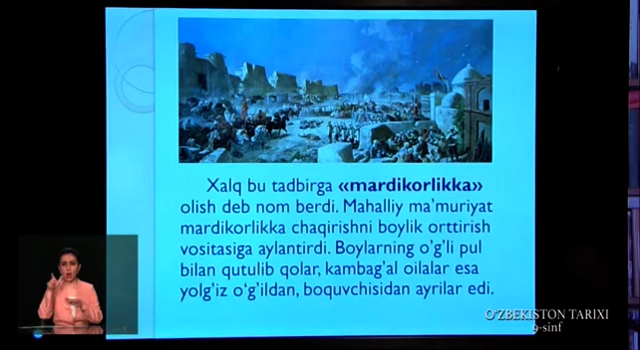 Xalq bu tadbirga «mardikorlikka»
olish deb nom berdi. Mahalliy ma’muriyat
mardikorlikka chaqirishni boylik orttirish
vositasiga aylantirdi. Boylarning o‘g‘li pul
bilan qutulib qolar, kambag‘al oilalar esa
yolg‘iz o‘g‘ildan, boquvchisidan ayrilar edi.
O‘ZBEKISTON TARIXI
9-sinf